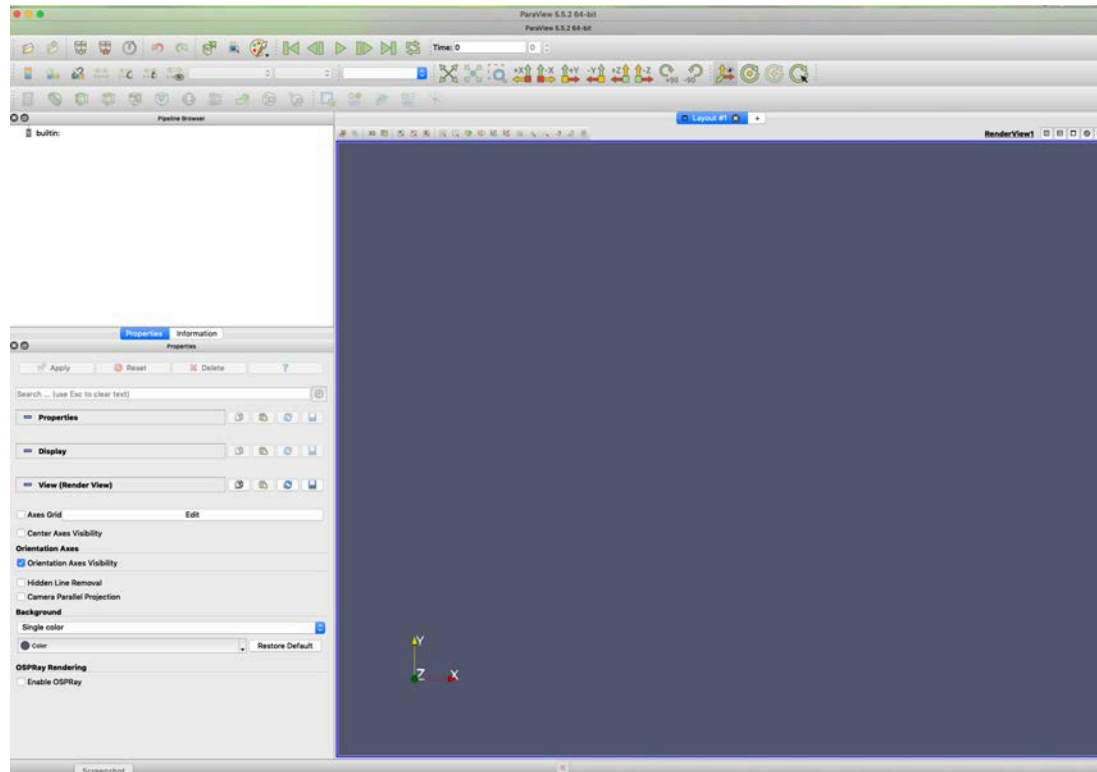 ParaView 5.5.2 64-bit
ParaView 5.5.2 64-bit
Time: 0 0
+X -X +Y -Y +Z -Z +90 -90
Pipeline Browser
Layout #1 +
builtin:
3D
RenderView1
Properties Information
Properties
Apply Reset Delete ?
Search ... (use Esc to clear text)
Properties
Display
View (Render View)
Axes Grid Edit
Center Axes Visibility
Orientation Axes
Orientation Axes Visibility
Hidden Line Removal
Camera Parallel Projection
Background
Single color
Color Restore Default
OSPRay Rendering
Enable OSPRay
Y
Z X
Screenshot